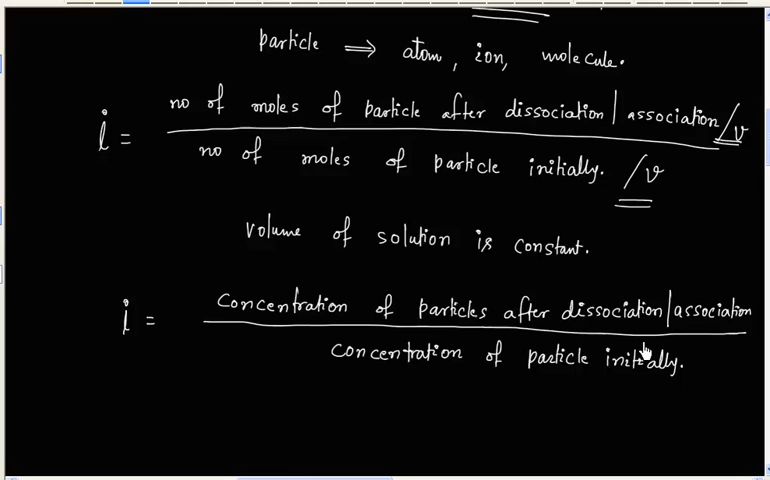 particle ⟹ atom, ion, molecule.
i = no of moles of particle after dissociation | association / v
no of moles of particle initially. / v
volume of solution is constant.
i = Concentration of particles after dissociation | association
Concentration of particle initially.